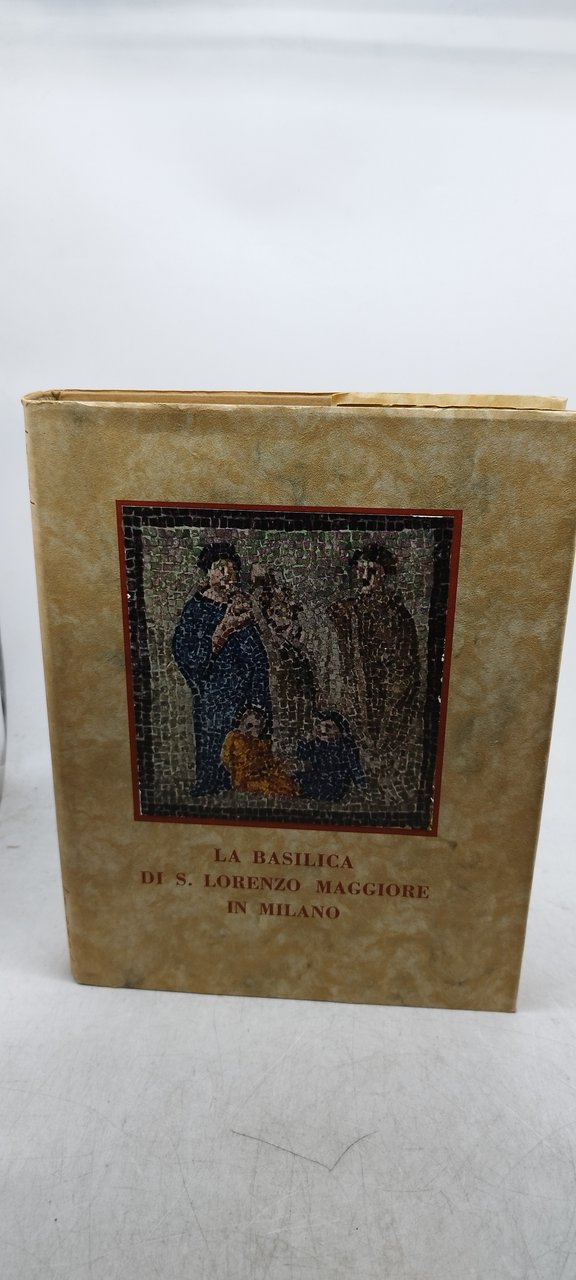 LA BASILICA
DI S. LORENZO MAGGIORE
IN MILANO